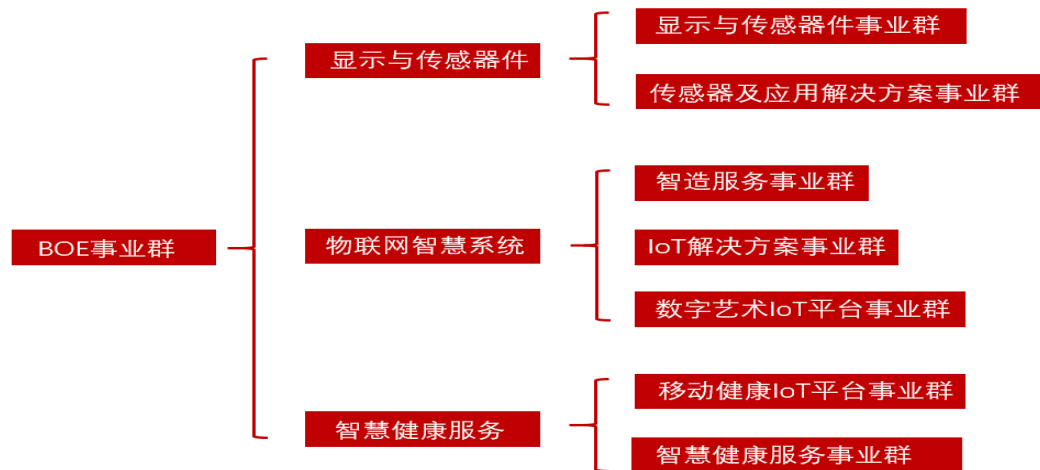 BOE事业群
显示与传感器件
显示与传感器件事业群
传感器及应用解决方案事业群
物联网智慧系统
智造服务事业群
IoT解决方案事业群
数字艺术IoT平台事业群
智慧健康服务
移动健康IoT平台事业群
智慧健康服务事业群